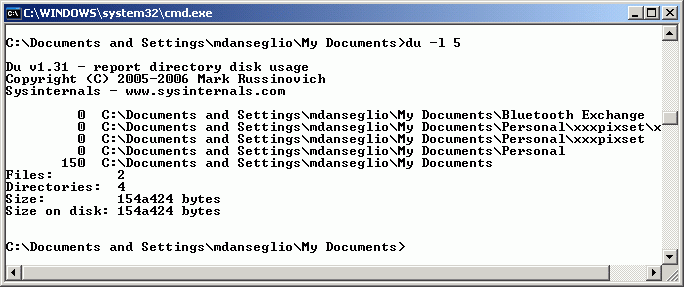 C:\WINDOWS\system32\cmd.exe
C:\Documents and Settings\mdanseglio\My Documents>du -l 5
Du v1.31 - report directory disk usage
Copyright (C) 2005-2006 Mark Russinovich
Sysinternals - www.sysinternals.com
0  C:\Documents and Settings\mdanseglio\My Documents\Bluetooth Exchange
0  C:\Documents and Settings\mdanseglio\My Documents\Personal\xxxpixset\x
0  C:\Documents and Settings\mdanseglio\My Documents\Personal\xxxpixset
0  C:\Documents and Settings\mdanseglio\My Documents\Personal
150  C:\Documents and Settings\mdanseglio\My Documents
Files:        2
Directories:  4
Size:         154a424 bytes
Size on disk: 154a424 bytes
C:\Documents and Settings\mdanseglio\My Documents>